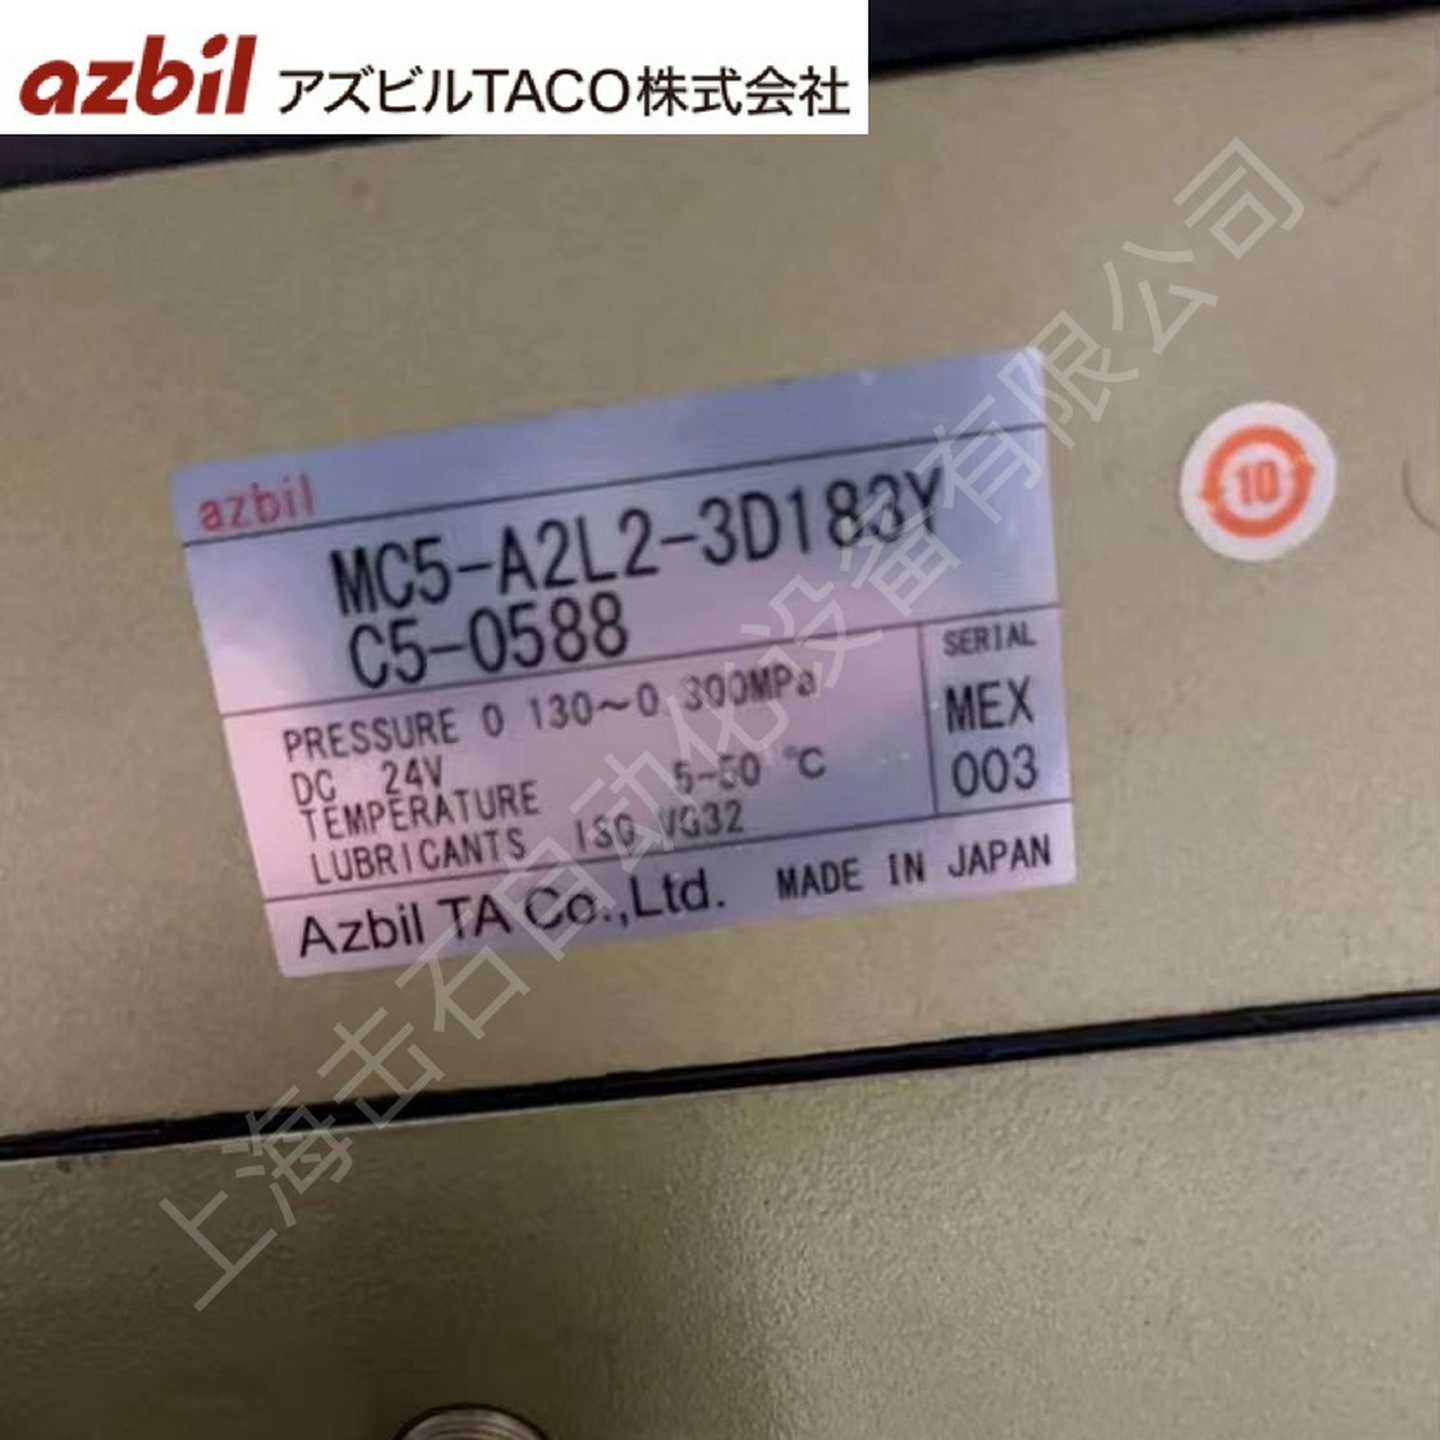 azbil アズビルTACO株式会社
azbil
MC5-A2L2-3D183Y
C5-0588
PRESSURE 0 130~0 300MPa
DC 24V
TEMPERATURE 5-50 ℃
LUBRICANTS ISO VG32
SERIAL
MEX
003
Azbil TA Co.,Ltd. MADE IN JAPAN
10
上海击石自动化设备有限公司